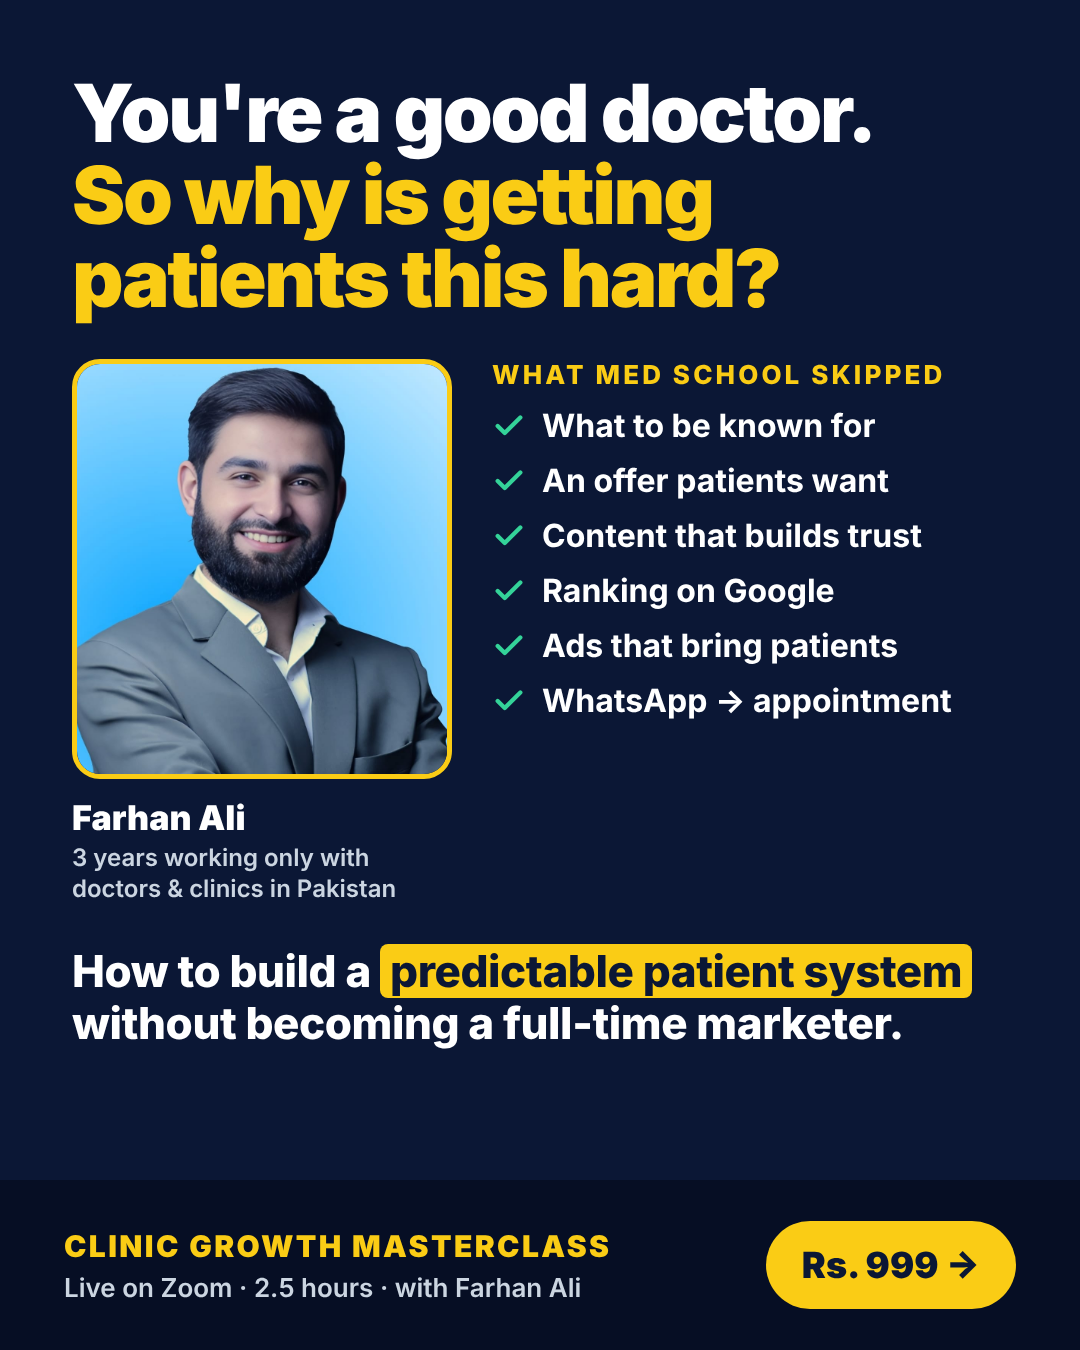 You're a good doctor.
So why is getting
patients this hard?
WHAT MED SCHOOL SKIPPED
What to be known for
An offer patients want
Content that builds trust
Ranking on Google
Ads that bring patients
WhatsApp → appointment
Farhan Ali
3 years working only with
doctors & clinics in Pakistan
How to build a predictable patient system
without becoming a full-time marketer.
CLINIC GROWTH MASTERCLASS
Live on Zoom · 2.5 hours · with Farhan Ali
Rs. 999 →